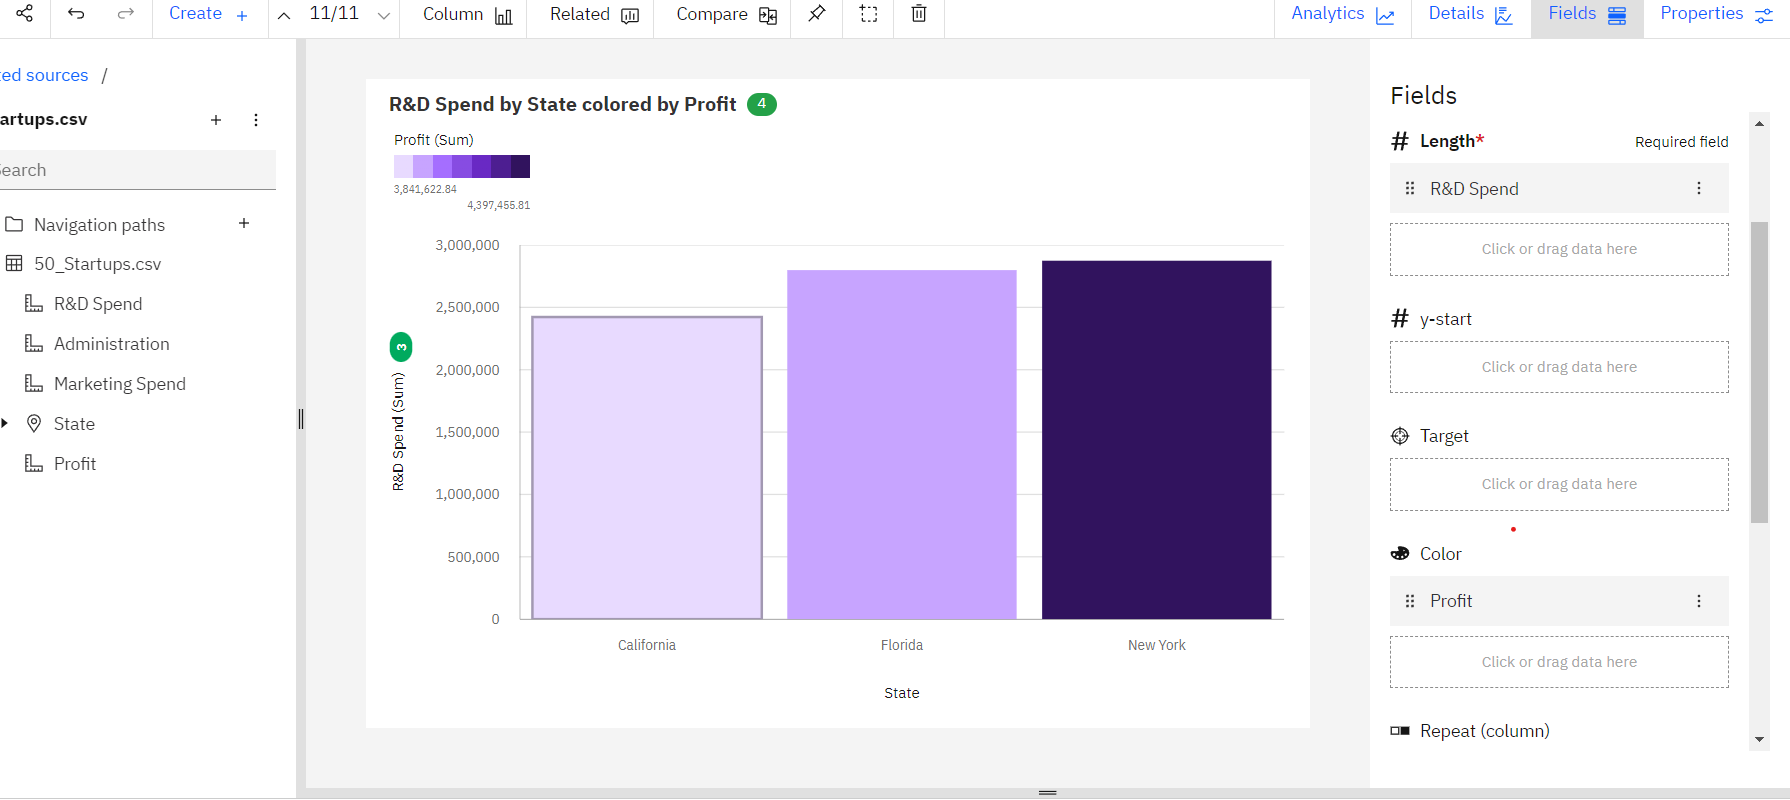 Create
11/11
Column
Related
Compare
Analytics
Details
Fields
Properties
ted sources /
artups.csv
earch
Navigation paths
50_Startups.csv
R&D Spend
Administration
Marketing Spend
State
Profit
R&D Spend by State colored by Profit 4
Profit (Sum)
3,841,622.84
4,397,455.81
3,000,000
2,500,000
2,000,000
1,500,000
1,000,000
500,000
0
R&D Spend (Sum) 3
California
Florida
New York
State
Fields
Length* Required field
R&D Spend
Click or drag data here
y-start
Click or drag data here
Target
Click or drag data here
Color
Profit
Click or drag data here
Repeat (column)